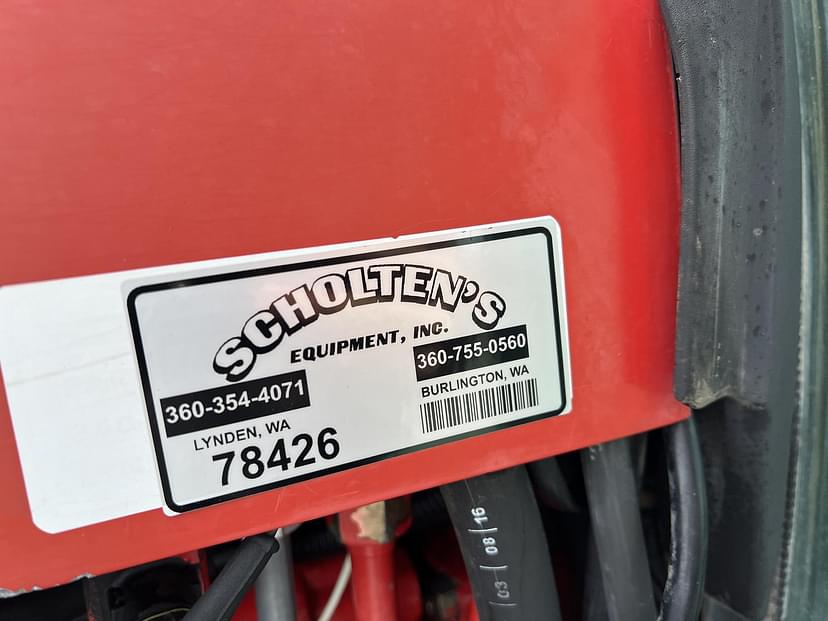 SCHOLTEN'S
EQUIPMENT, INC.
360-354-4071
LYNDEN, WA
360-755-0560
BURLINGTON, WA
78426
03 | 08 | 16